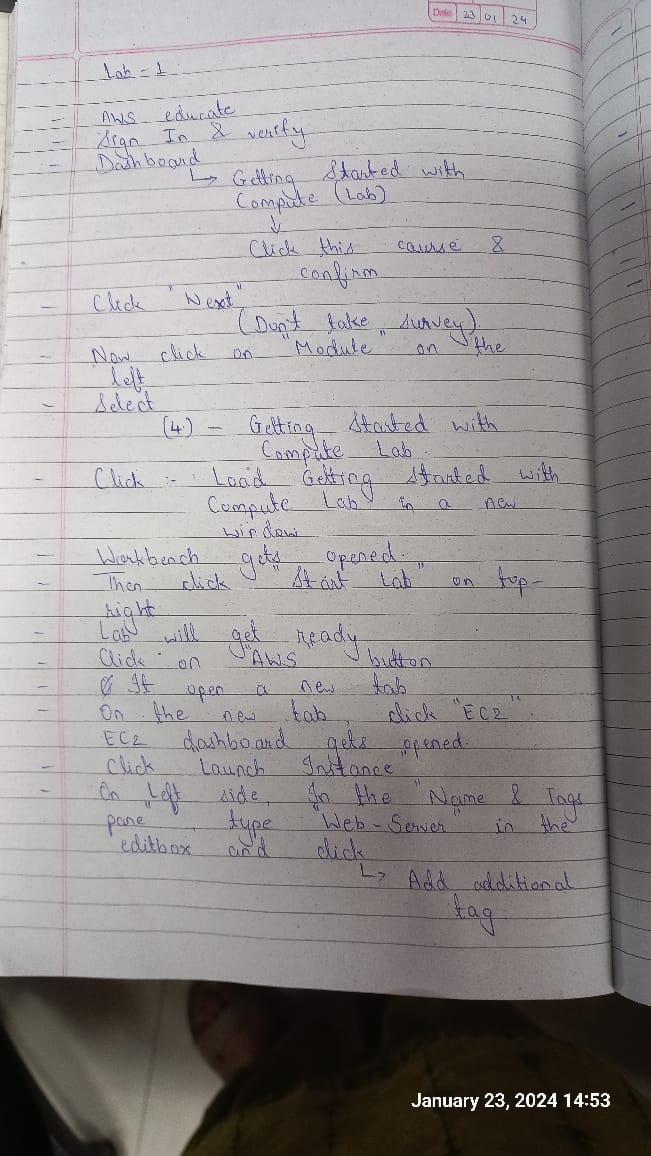 Date 23 01 24
Lab - 1
- AWS educate
- Sign In & verify
- Dashboard
↳ Getting Started with
Compute (Lab)
↓
Click this course &
confirm
- Click "Next"
(Don't take survey).
- Now click on "Module" on the
left
- Select
(4) - Getting Started with
Compute Lab.
- Click :- Load Getting Started with
Compute Lab in a new
window
- Workbench gets opened.
- Then click "Start Lab" on top-
right
- Lab will get ready
- Click on "AWS button
- It open a new tab
- On the new tab, click "EC2".
EC2 dashboard gets opened.
- Click Launch Instance"
- On Left side, In the "Name & Tags
pane, type "Web-Server" in the
editbox and click
↳ Add additional
tag
January 23, 2024 14:53